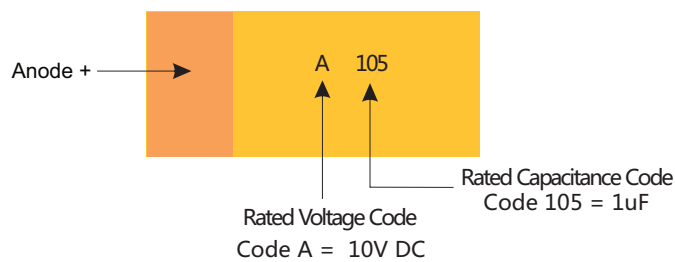 A 105
Anode +
Rated Capacitance Code
Code 105 = 1uF
Rated Voltage Code
Code A = 10V DC